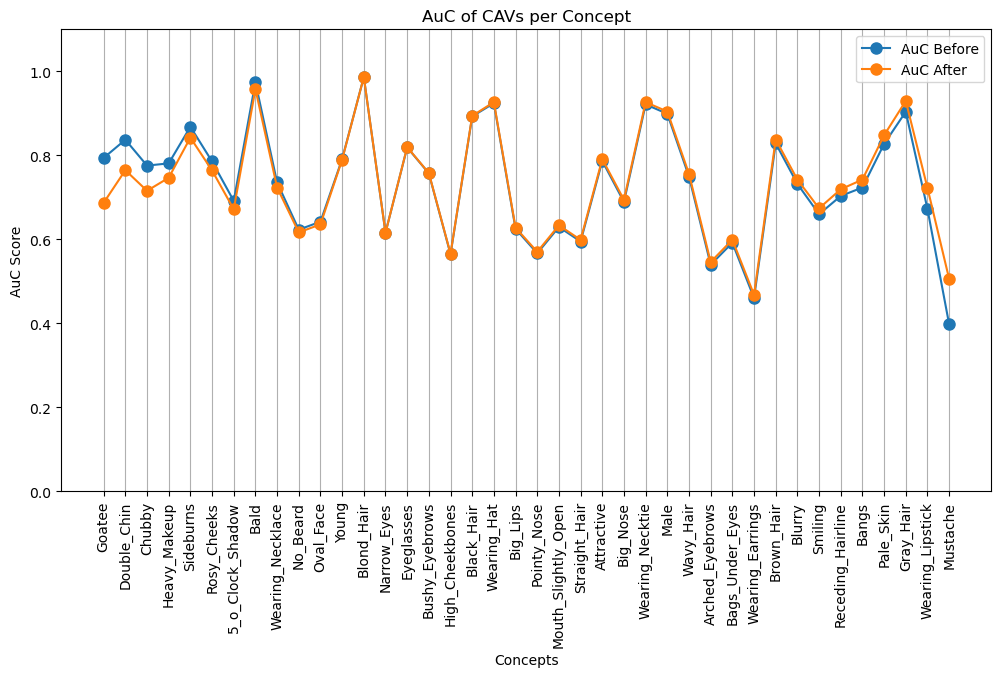 AuC of CAVs per Concept
AuC Before
AuC After
AuC Score
1.0
0.8
0.6
0.4
0.2
0.0
Goatee
Double_Chin
Chubby
Heavy_Makeup
Sideburns
Rosy_Cheeks
5_o_Clock_Shadow
Bald
Wearing_Necklace
No_Beard
Oval_Face
Young
Blond_Hair
Narrow_Eyes
Eyeglasses
Bushy_Eyebrows
High_Cheekbones
Black_Hair
Wearing_Hat
Big_Lips
Pointy_Nose
Mouth_Slightly_Open
Straight_Hair
Attractive
Big_Nose
Wearing_Necktie
Male
Wavy_Hair
Arched_Eyebrows
Bags_Under_Eyes
Wearing_Earrings
Brown_Hair
Blurry
Smiling
Receding_Hairline
Bangs
Pale_Skin
Gray_Hair
Wearing_Lipstick
Mustache
Concepts